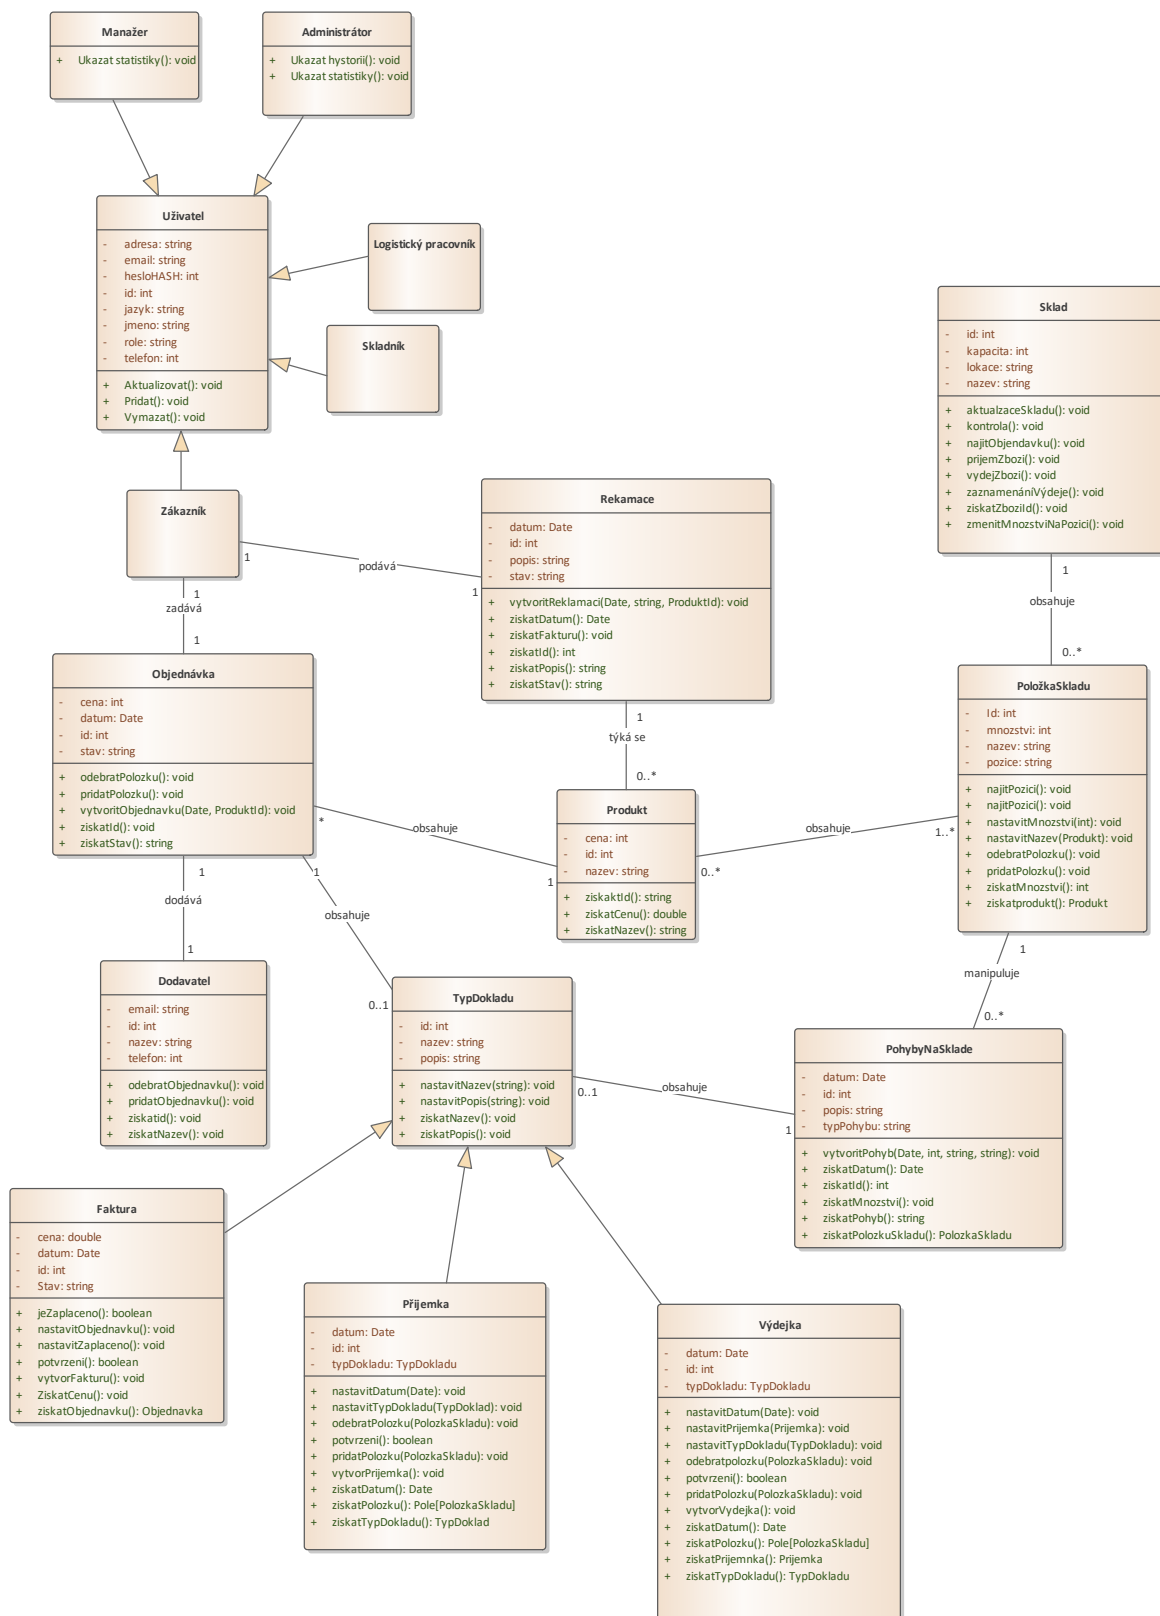 Manažer
+ Ukazat statistiky(): void
Administrátor
+ Ukazat hystorii(): void
+ Ukazat statistiky(): void
Uživatel
- adresa: string
- email: string
- hesloHASH: int
- id: int
- jazyk: string
- jmeno: string
- role: string
- telefon: int
+ Aktualizovat(): void
+ Pridat(): void
+ Vymazat(): void
Logistický pracovník
Skladník
Zákazník
Rekamace
- datum: Date
- id: int
- popis: string
- stav: string
+ vytvoritReklamaci(Date, string, ProduktId): void
+ ziskatDatum(): Date
+ ziskatFakturu(): void
+ ziskatId(): int
+ ziskatPopis(): string
+ ziskatStav(): string
Sklad
- id: int
- kapacita: int
- lokace: string
- nazev: string
+ aktualzaceSkladu(): void
+ kontrola(): void
+ najitObjendavku(): void
+ prijemZbozi(): void
+ vydejZbozi(): void
+ zaznamenáníVýdeje(): void
+ ziskatZboziId(): void
+ zmenitMnozstviNaPozici(): void
1
podává
1
1
zadává
1
1
obsahuje
0..*
Objednávka
- cena: int
- datum: Date
- id: int
- stav: string
+ odebratPolozku(): void
+ pridatPolozku(): void
+ vytvoritObjednavku(Date, ProduktId): void
+ ziskatId(): void
+ ziskatStav(): string
1
týká se
0..*
Produkt
- cena: int
- id: int
- nazev: string
+ ziskaktId(): string
+ ziskatCenu(): double
+ ziskatNazev(): string
PoložkaSkladu
- Id: int
- mnozstvi: int
- nazev: string
- pozice: string
+ najitPozici(): void
+ najitPozici(): void
+ nastavitMnozstvi(int): void
+ nastavitNazev(Produkt): void
+ odebratPolozku(): void
+ pridatPolozku(): void
+ ziskatMnozstvi(): int
+ ziskatprodukt(): Produkt
*
obsahuje
1
obsahuje
1..*
0..*
1
dodává
1
1
obsahuje
0..1
1
manipuluje
0..*
Dodavatel
- email: string
- id: int
- nazev: string
- telefon: int
+ odebratObjednavku(): void
+ pridatObjednavku(): void
+ ziskatid(): void
+ ziskatNazev(): void
TypDokladu
- id: int
- nazev: string
- popis: string
+ nastavitNazev(string): void
+ nastavitPopis(string): void
+ ziskatNazev(): void
+ ziskatPopis(): void
0..1
obsahuje
1
PohybyNaSklade
- datum: Date
- id: int
- popis: string
- typPohybu: string
+ vytvoritPohyb(Date, int, string, string): void
+ ziskatDatum(): Date
+ ziskatId(): int
+ ziskatMnozstvi(): void
+ ziskatPohyb(): string
+ ziskatPolozkuSkladu(): PolozkaSkladu
Faktura
- cena: double
- datum: Date
- id: int
- Stav: string
+ jeZaplaceno(): boolean
+ nastavitObjednavku(): void
+ nastavitZaplaceno(): void
+ potvrzeni(): boolean
+ vytvorFakturu(): void
+ ZiskatCenu(): void
+ ziskatObjednavku(): Objednavka
Přijemka
- datum: Date
- id: int
- typDokladu: TypDokladu
+ nastavitDatum(Date): void
+ nastavitTypDokladu(TypDoklad): void
+ odebratPolozku(PolozkaSkladu): void
+ potvrzeni(): boolean
+ pridatPolozku(PolozkaSkladu): void
+ vytvorPrijemka(): void
+ ziskatDatum(): Date
+ ziskatPolozku(): Pole[PolozkaSkladu]
+ ziskatTypDokladu(): TypDoklad
Výdejka
- datum: Date
- id: int
- typDokladu: TypDokladu
+ nastavitDatum(Date): void
+ nastavitPrijemka(Prijemka): void
+ nastavitTypDokladu(TypDokladu): void
+ odebratpolozku(PolozkaSkladu): void
+ potvrzeni(): boolean
+ pridatPolozku(PolozkaSkladu): void
+ vytvorVydejka(): void
+ ziskatDatum(): Date
+ ziskatPolozku(): Pole[PolozkaSkladu]
+ ziskatPrijemnka(): Prijemka
+ ziskatTypDokladu(): TypDokladu